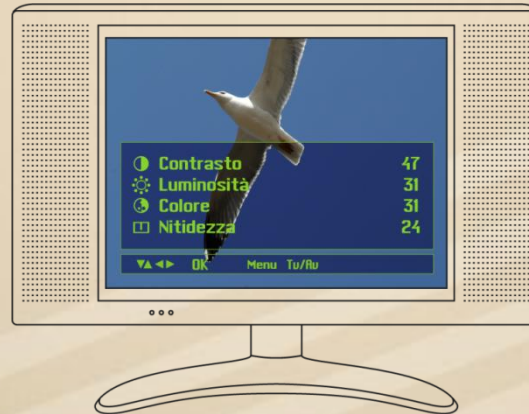 Contrasto 47
Luminosità 31
Colore 31
Nitidezza 24
OK Menu Tv/Av